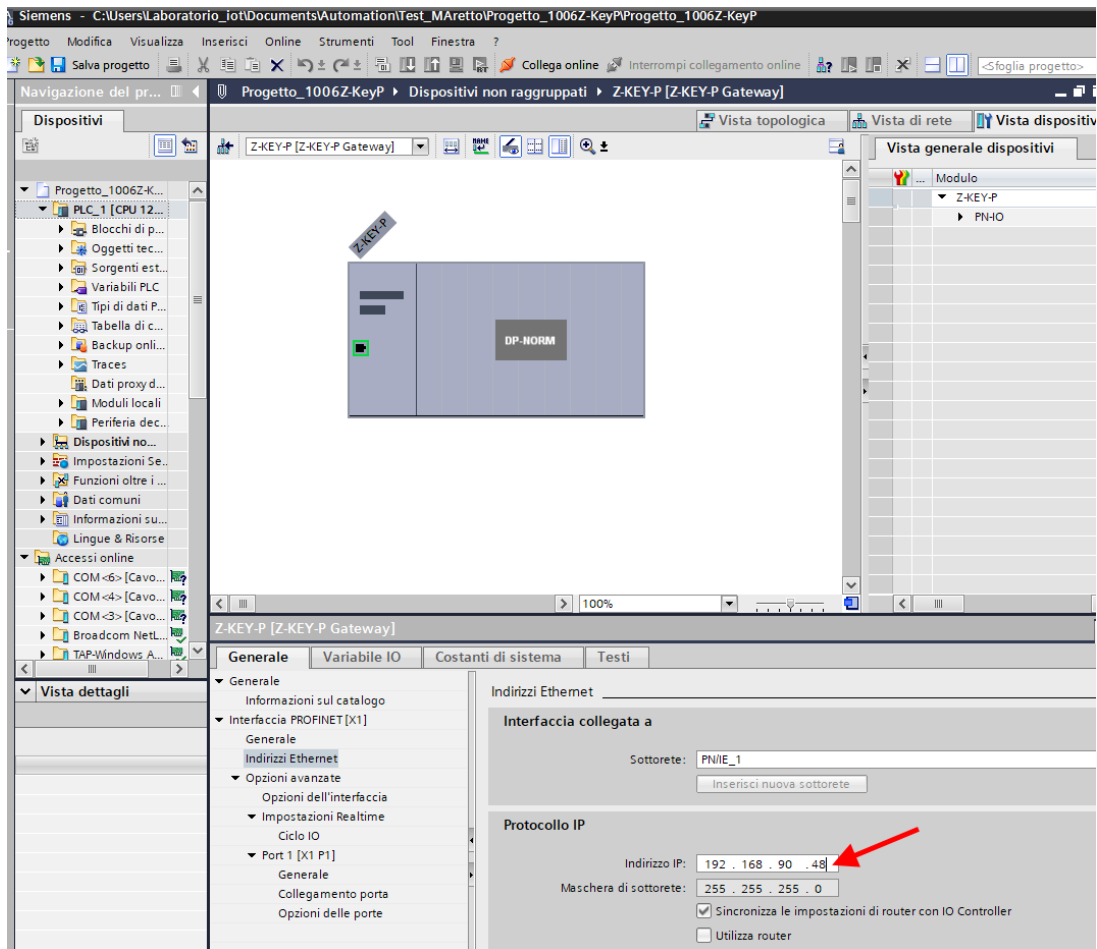 Siemens - C:\Users\Laboratorio_iot\Documents\Automation\Test_MAretto\Progetto_1006Z-KeyP\Progetto_1006Z-KeyP
Progetto Modifica Visualizza Inserisci Online Strumenti Tool Finestra ?
Salva progetto Collega online Interrompi collegamento online <Sfoglia progetto>
Navigazione del pr... Progetto_1006Z-KeyP Dispositivi non raggruppati Z-KEY-P [Z-KEY-P Gateway]
Dispositivi
Vista topologica Vista di rete Vista dispositiv
Z-KEY-P [Z-KEY-P Gateway]
Vista generale dispositivi
... Modulo
Z-KEY-P
PN-IO
Progetto_1006Z-K...
PLC_1 [CPU 12...
Blocchi di p...
Oggetti tec...
Sorgenti est...
Variabili PLC
Tipi di dati P...
Tabella di c...
Backup onli...
Traces
Dati proxy d...
Moduli locali
Periferia dec...
Dispositivi no...
Impostazioni Se..
Funzioni oltre i ...
Dati comuni
Informazioni su...
Lingue & Risorse
Accessi online
COM <6> [Cavo...
COM <4> [Cavo...
COM <3> [Cavo...
Broadcom NetL...
TAP-Windows A...
Vista dettagli
Z-KEY-P
DP-NORM
100%
Z-KEY-P [Z-KEY-P Gateway]
Generale Variabile IO Costanti di sistema Testi
Generale
Informazioni sul catalogo
Interfaccia PROFINET [X1]
Generale
Indirizzi Ethernet
Opzioni avanzate
Opzioni dell'interfaccia
Impostazioni Realtime
Ciclo IO
Port 1 [X1 P1]
Generale
Collegamento porta
Opzioni delle porte
Indirizzi Ethernet
Interfaccia collegata a
Sottorete: PN/IE_1
Inserisci nuova sottorete
Protocollo IP
Indirizzo IP: 192 . 168 . 90 . 48
Maschera di sottorete: 255 . 255 . 255 . 0
Sincronizza le impostazioni di router con IO Controller
Utilizza router